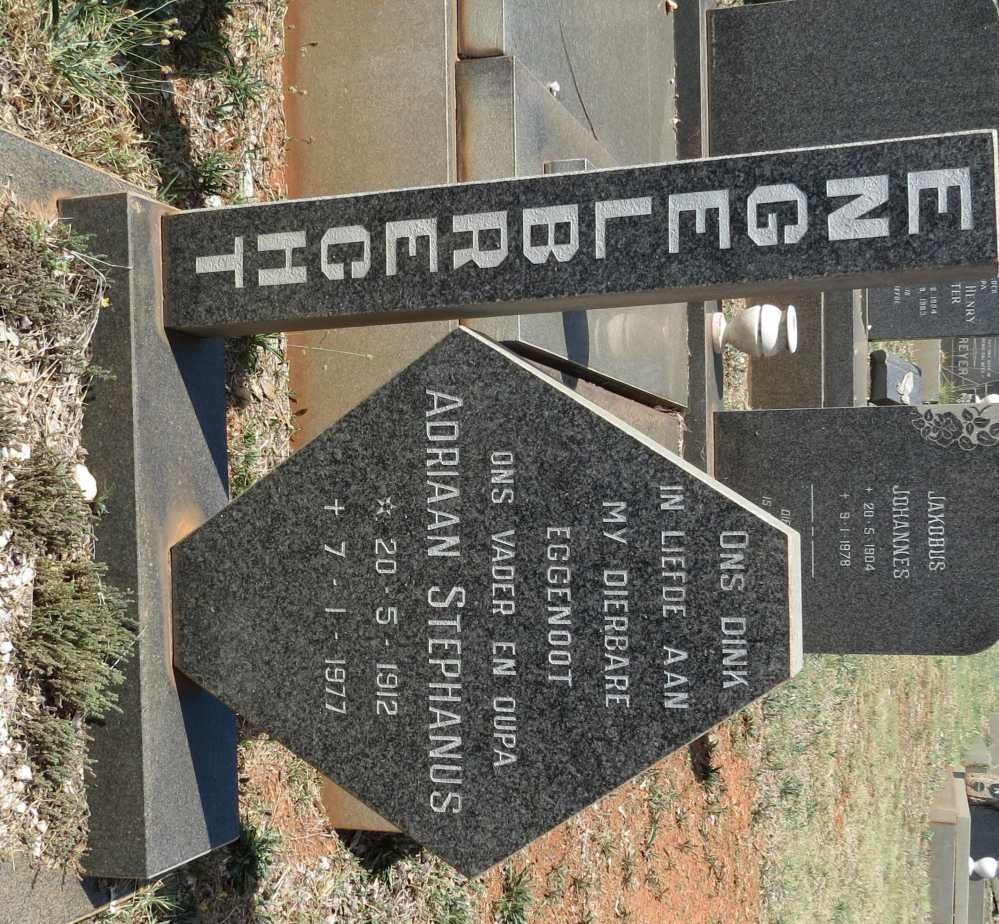 ENGELBRECHT
ONS DINK
IN LIEFDE AAN
MY DIERBARE
EGGENOOT
ONS VADER EN OUPA
ADRIAAN STEPHANUS
☆ 20 - 5 - 1912
+ 7 - 1 - 1977
JAKOBUS
JOHANNES
+ 20·5·1904
+ 9·1·1978
HENRY